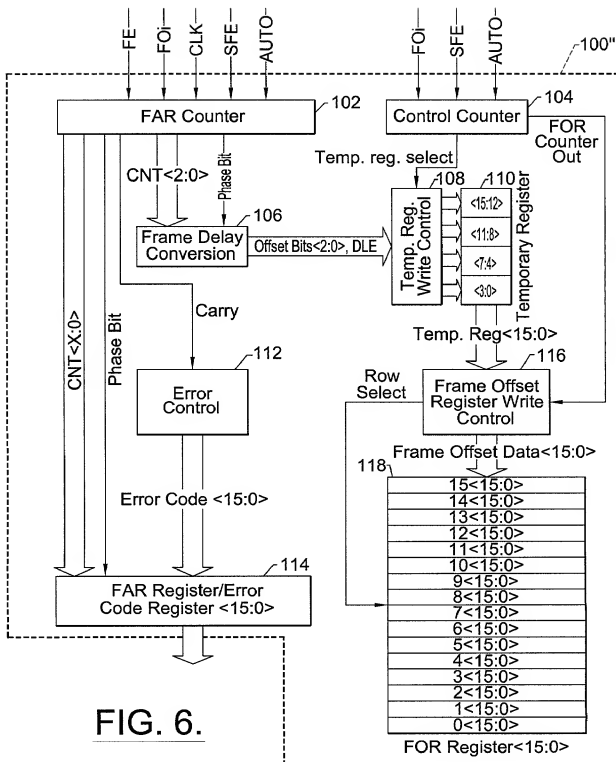 FE
FOi
CLK
SFE
AUTO
FOi
SFE
AUTO
100"
FAR Counter
102
Control Counter
104
FOR
Counter
Out
Temp. reg. select
CNT<2:0>
Phase Bit
106
Frame Delay
Conversion
Offset Bits<2:0>, DLE
108
Temp. Reg.
Write Control
110
<15:12>
<11:8>
<7:4>
<3:0>
Temporary Register
Temp. Reg<15:0>
CNT<X:0>
Phase Bit
Carry
112
Error
Control
Row
Select
116
Frame Offset
Register Write
Control
Frame Offset Data<15:0>
118
Error Code <15:0>
114
FAR Register/Error
Code Register <15:0>
15<15:0>
14<15:0>
13<15:0>
12<15:0>
11<15:0>
10<15:0>
9<15:0>
8<15:0>
7<15:0>
6<15:0>
5<15:0>
4<15:0>
3<15:0>
2<15:0>
1<15:0>
0<15:0>
FOR Register<15:0>
FIG. 6.